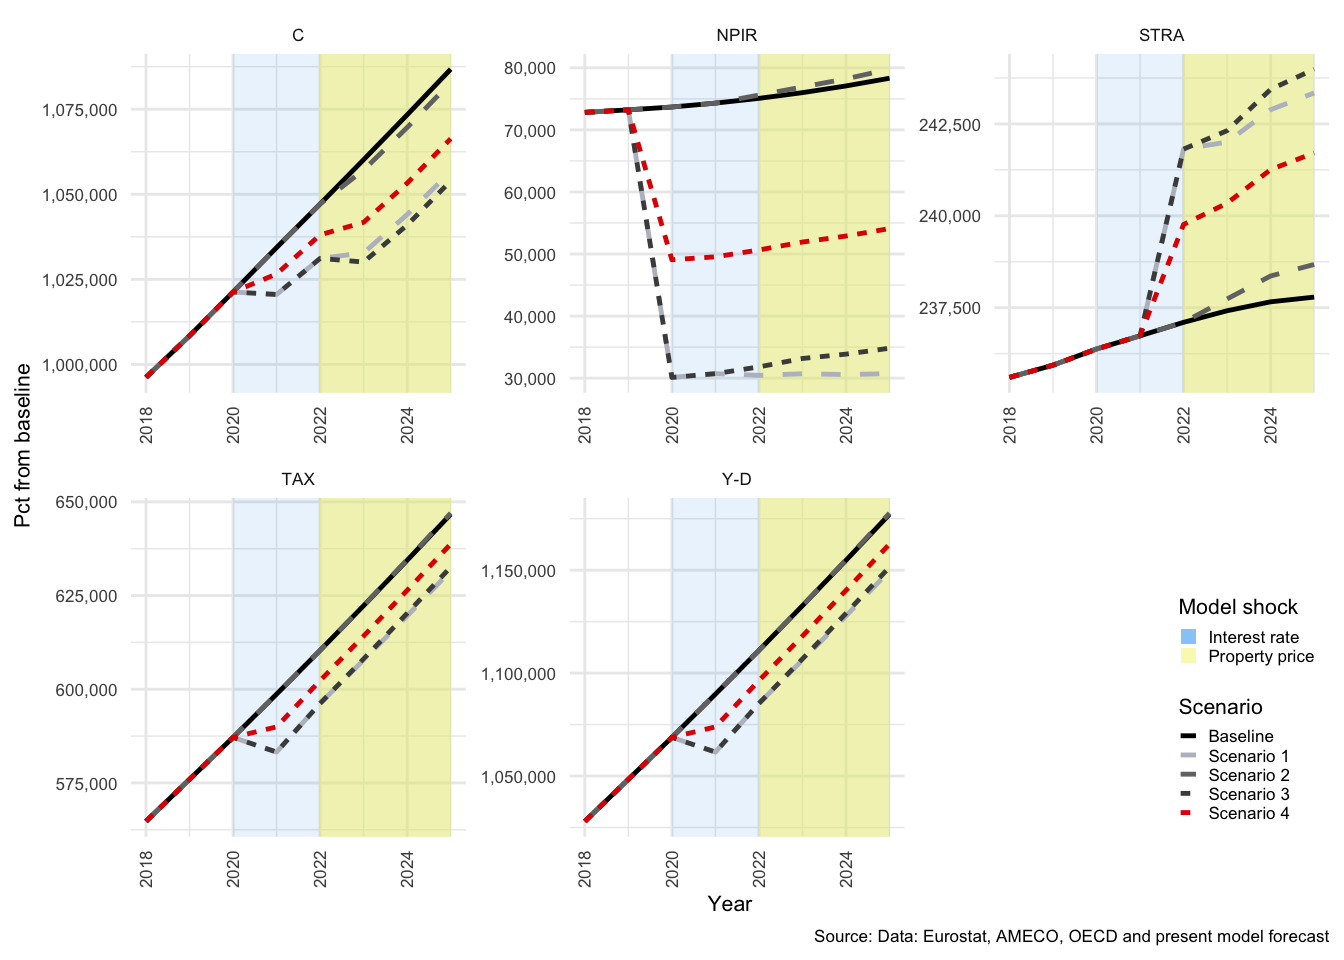 C
NPIR
STRA
1,075,000
1,050,000
1,025,000
1,000,000
80,000
70,000
60,000
50,000
40,000
30,000
242,500
240,000
237,500
2018
2020
2022
2024
2018
2020
2022
2024
2018
2020
2022
2024
Pct from baseline
TAX
Y-D
650,000
625,000
600,000
575,000
1,150,000
1,100,000
1,050,000
2018
2020
2022
2024
2018
2020
2022
2024
Year
Model shock
Interest rate
Property price
Scenario
Baseline
Scenario 1
Scenario 2
Scenario 3
Scenario 4
Source: Data: Eurostat, AMECO, OECD and present model forecast